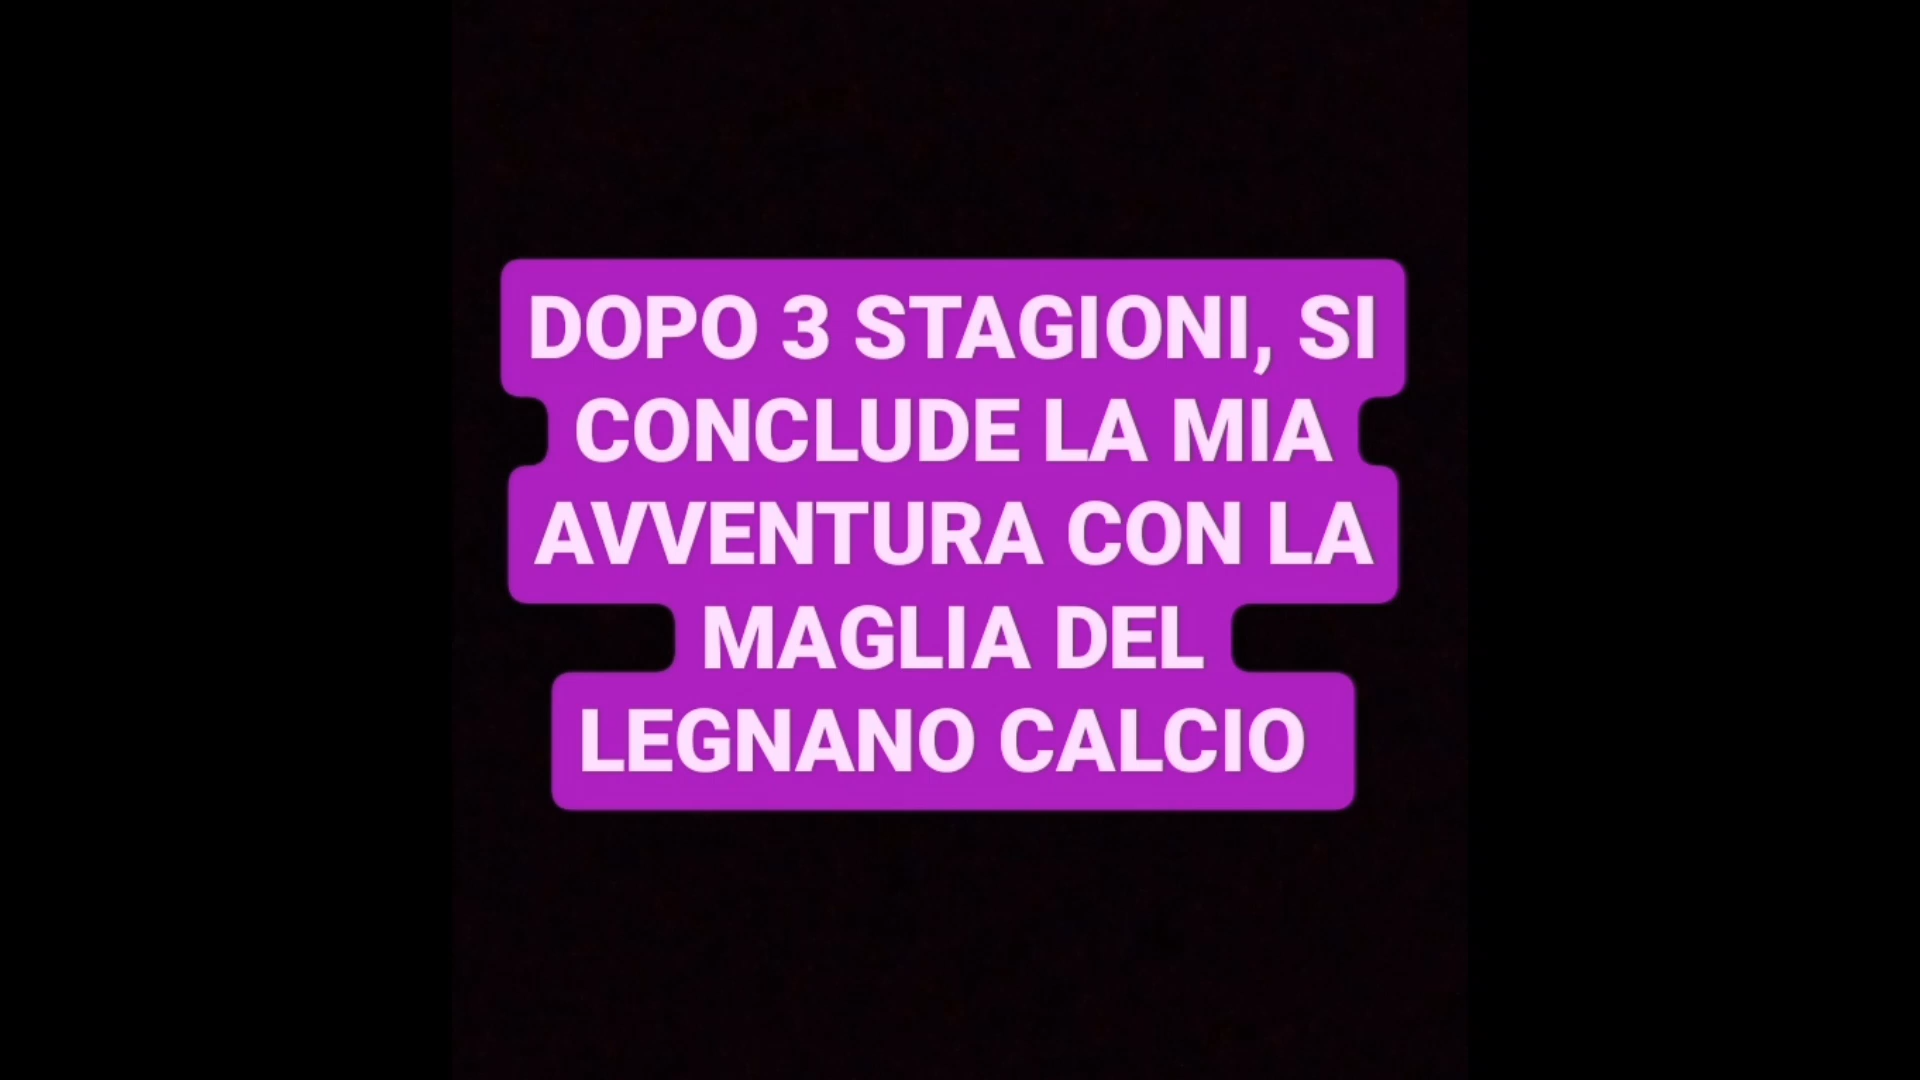 DOPO 3 STAGIONI, SI
CONCLUDE LA MIA
AVVENTURA CON LA
MAGLIA DEL
LEGNANO CALCIO